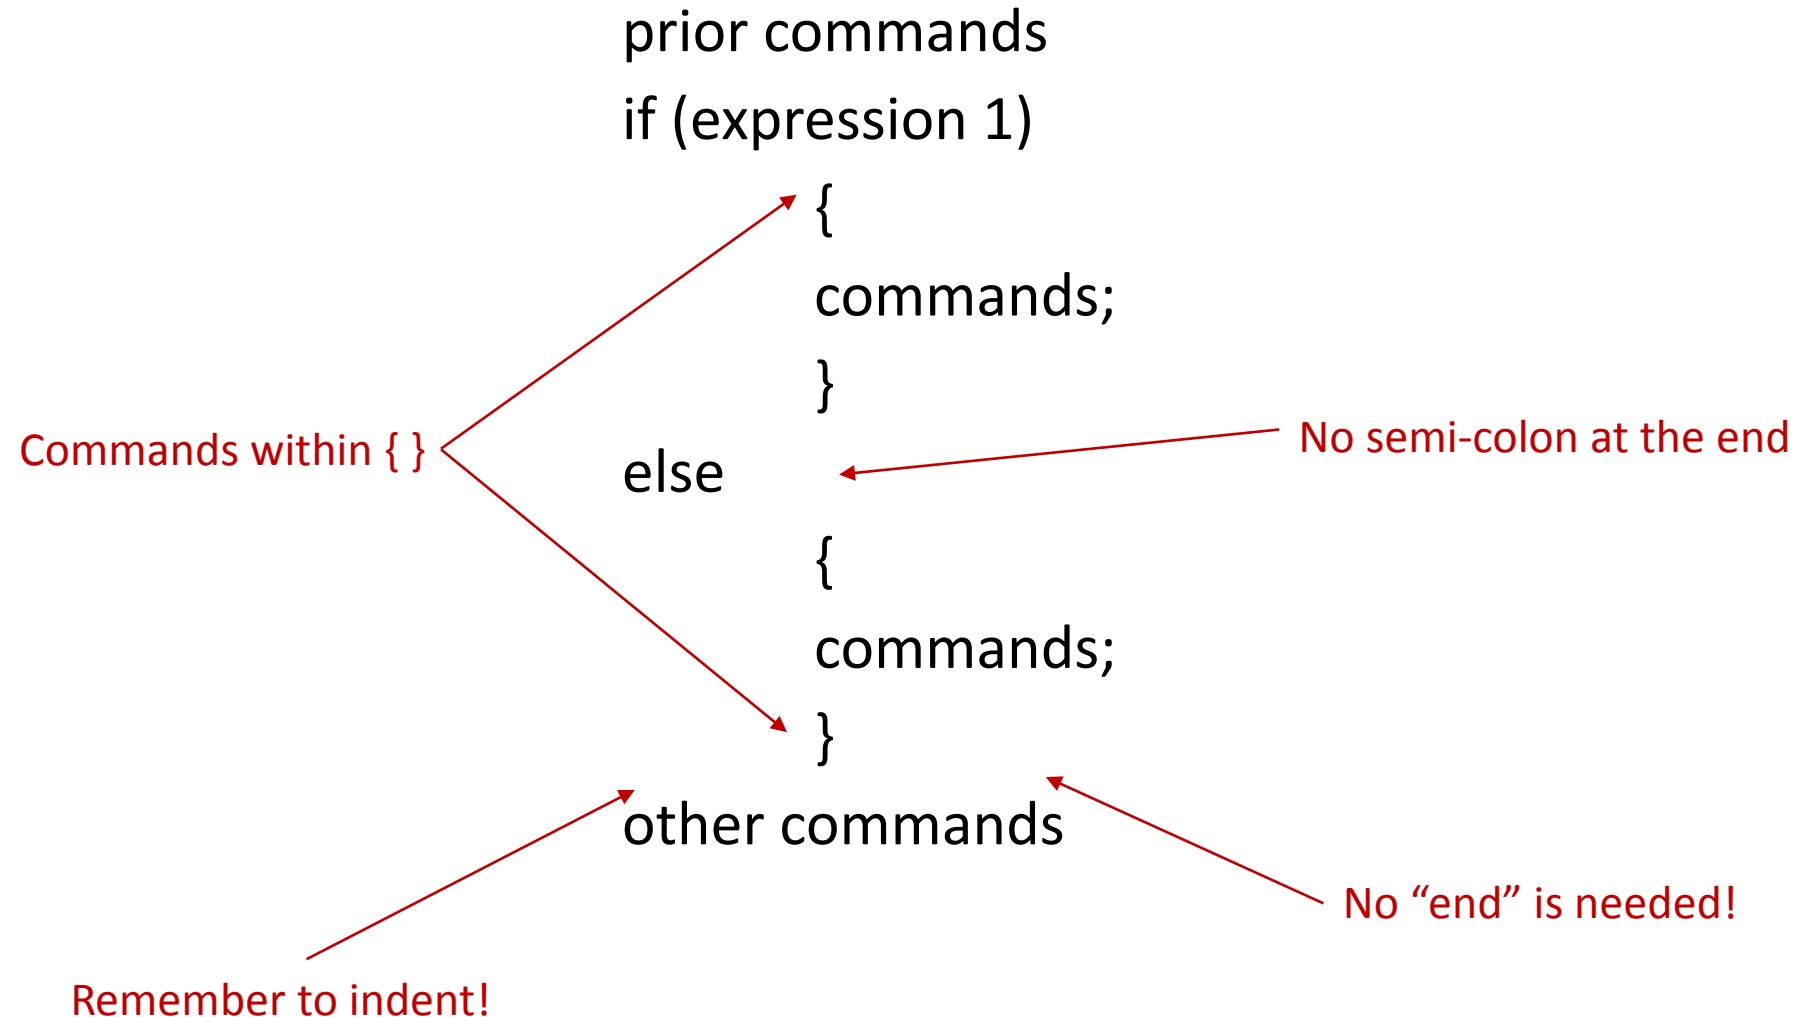 prior commands
if (expression 1)
{
commands;
}
Commands within { }
else
No semi-colon at the end
{
commands;
}
other commands
No “end” is needed!
Remember to indent!